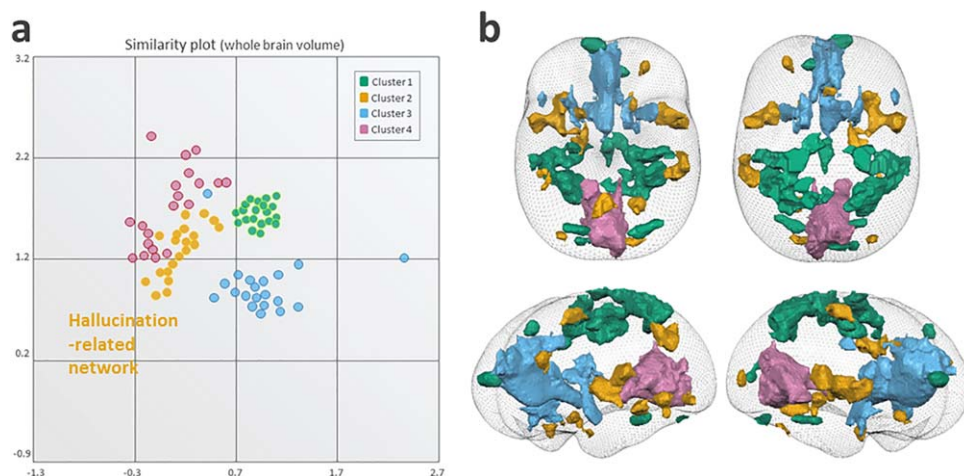 a
Similarity plot (whole brain volume)
3.2
2.2
1.2
0.2
-0.9
-1.3
-0.3
0.7
1.7
2.7
Cluster 1
Cluster 2
Cluster 3
Cluster 4
Hallucination
-related
network
b